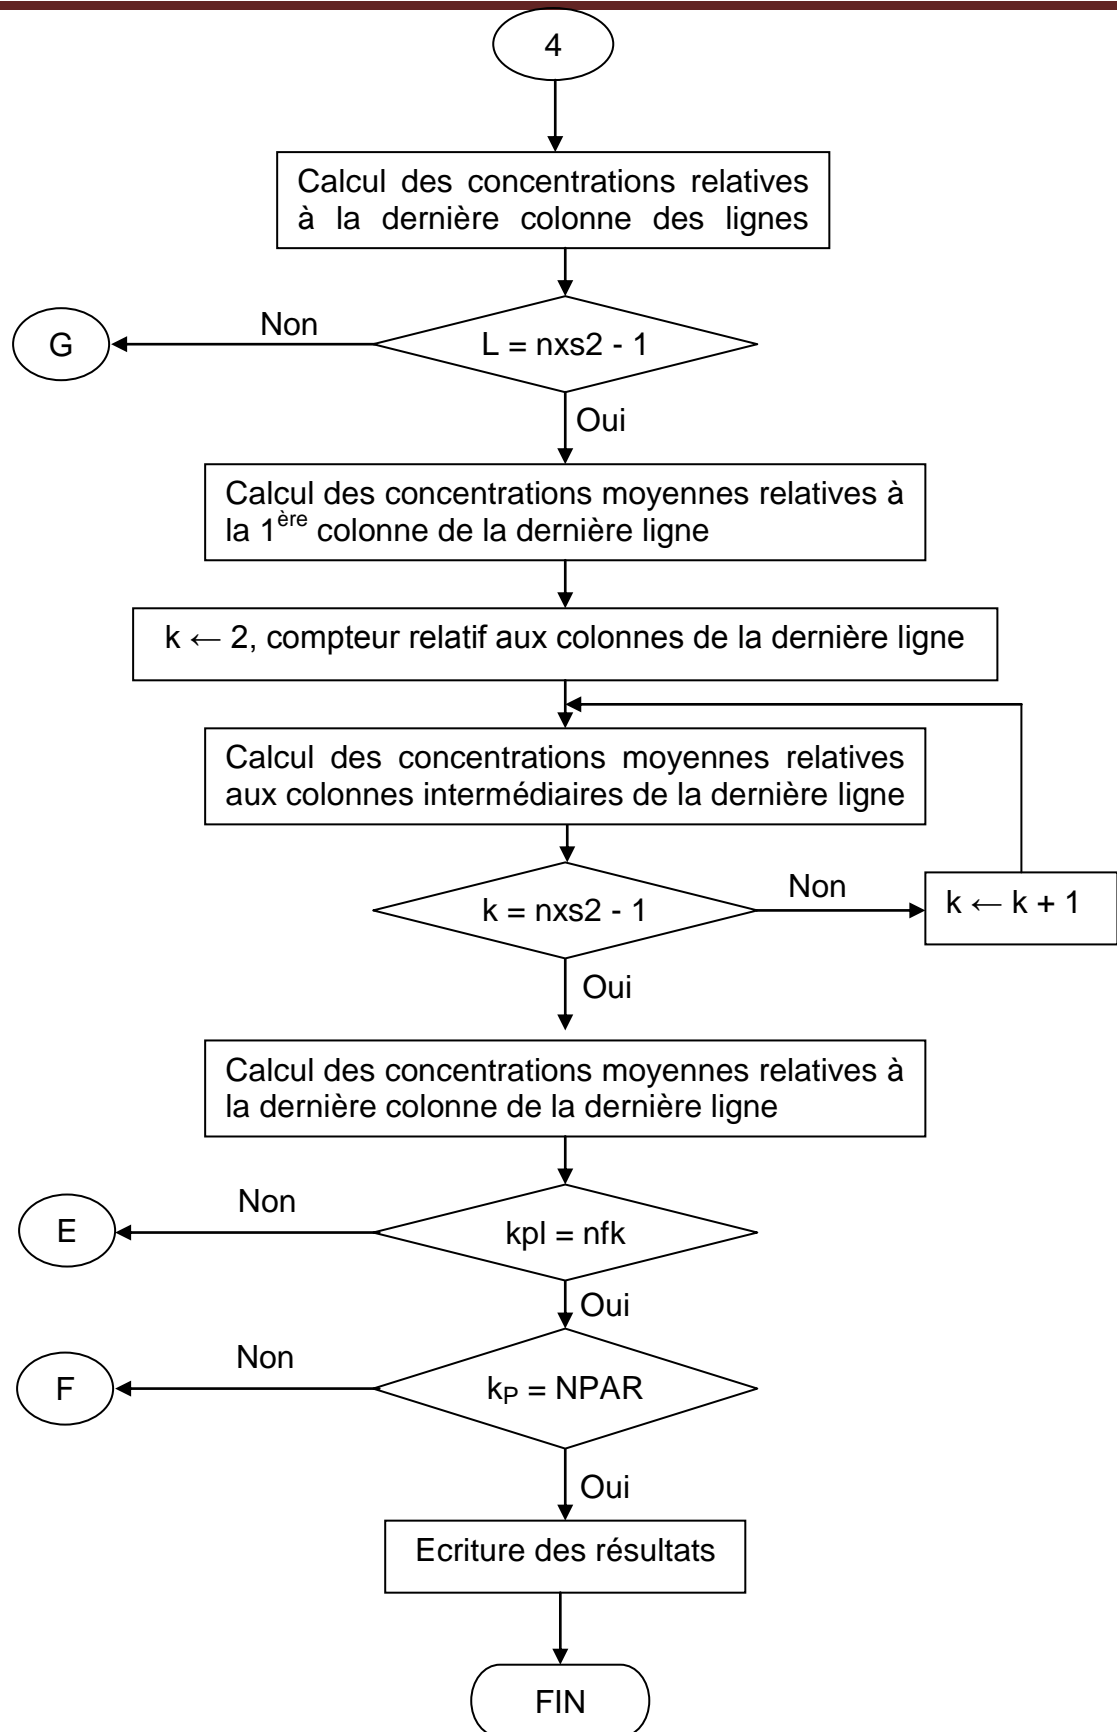 4
Calcul des concentrations relatives
à la dernière colonne des lignes
Non
G
L = nxs2 - 1
Oui
Calcul des concentrations moyennes relatives à
la 1ère colonne de la dernière ligne
k ← 2, compteur relatif aux colonnes de la dernière ligne
Calcul des concentrations moyennes relatives
aux colonnes intermédiaires de la dernière ligne
k = nxs2 - 1
Non
k ← k + 1
Oui
Calcul des concentrations moyennes relatives à
la dernière colonne de la dernière ligne
Non
E
kpl = nfk
Oui
Non
F
kP = NPAR
Oui
Ecriture des résultats
FIN